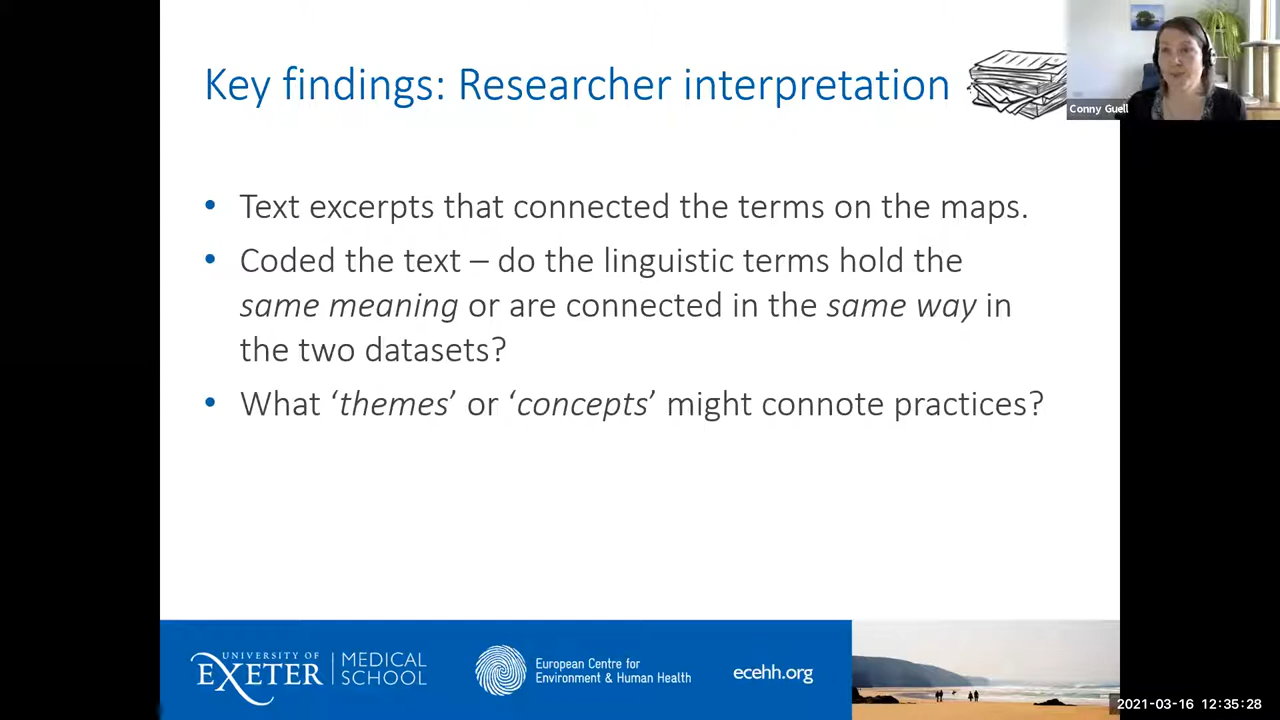 Key findings: Researcher interpretation
Conny Guell
• Text excerpts that connected the terms on the maps.
• Coded the text – do the linguistic terms hold the
same meaning or are connected in the same way in
the two datasets?
• What ‘themes’ or ‘concepts’ might connote practices?
UNIVERSITY OF
EXETER
MEDICAL
SCHOOL
European Centre for
Environment & Human Health
ecehh.org
2021-03-16 12:35:28